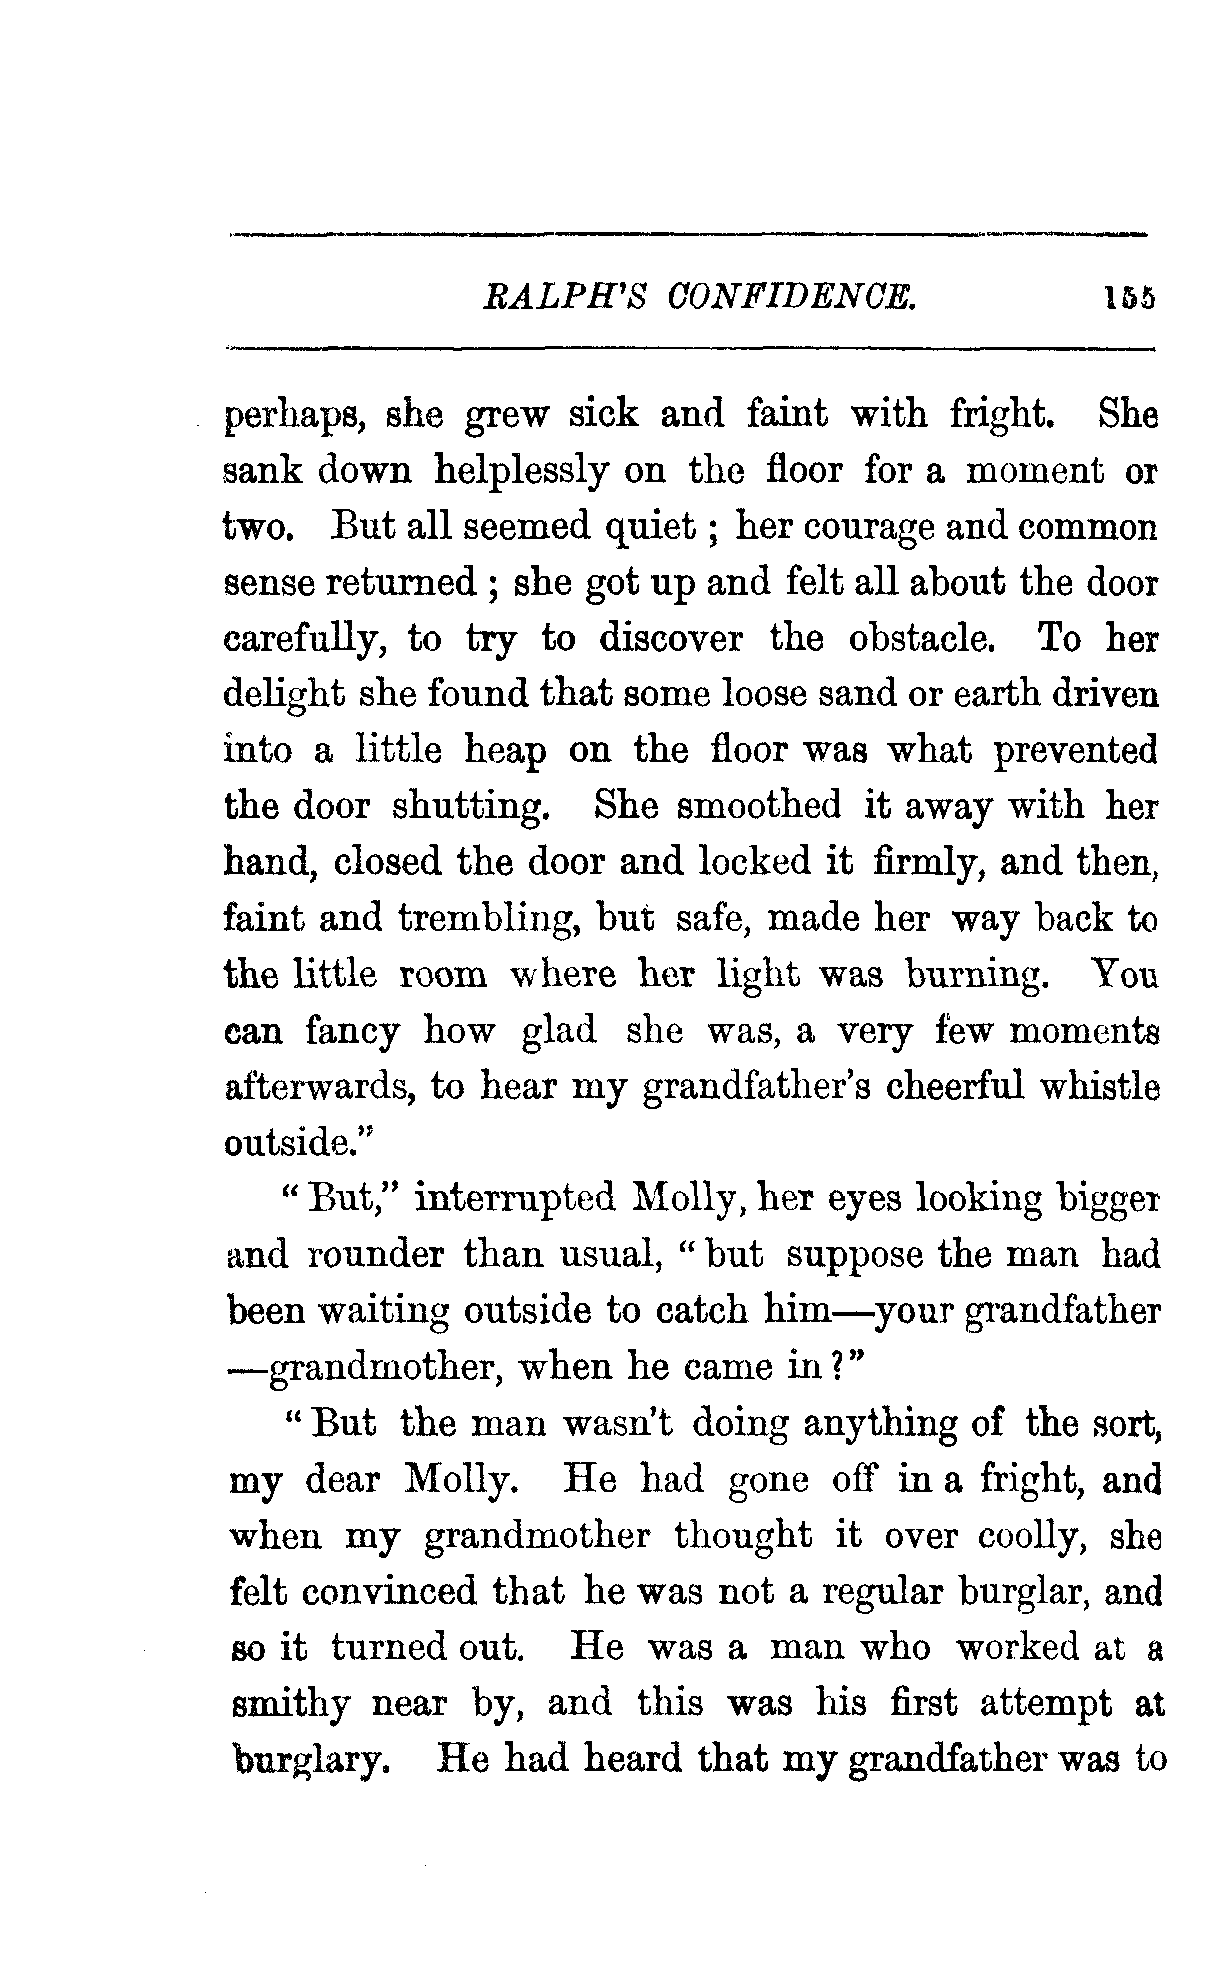 RALPH'S CONFIDENCE. 155
perhaps, she grew sick and faint with fright. She
sank down helplessly on the floor for a moment or
two. But all seemed quiet ; her courage and common
sense returned ; she got up and felt all about the door
carefully, to try to discover the obstacle. To her
delight she found that some loose sand or earth driven
into a little heap on the floor was what prevented
the door shutting. She smoothed it away with her
hand, closed the door and locked it firmly, and then,
faint and trembling, but safe, made her way back to
the little room where her light was burning. You
can fancy how glad she was, a very few moments
afterwards, to hear my grandfather's cheerful whistle
outside."
" But," interrupted Molly, her eyes looking bigger
and rounder than usual, " but suppose the man had
been waiting outside to catch him—your grandfather
—grandmother, when he came in ?"
" But the man wasn't doing anything of the sort,
my dear Molly. He had gone off in a fright, and
when my grandmother thought it over coolly, she
felt convinced that he was not a regular burglar, and
so it turned out. He was a man who worked at a
smithy near by, and this was his first attempt at
burglary. He had heard that my grandfather was to